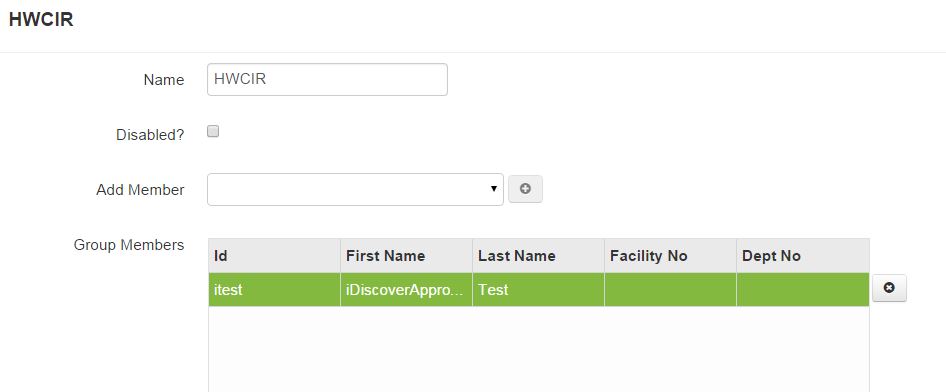 HWCIR
Name HWCIR
Disabled?
Add Member
Group Members
Id First Name Last Name Facility No Dept No
itest iDiscoverAppro... Test